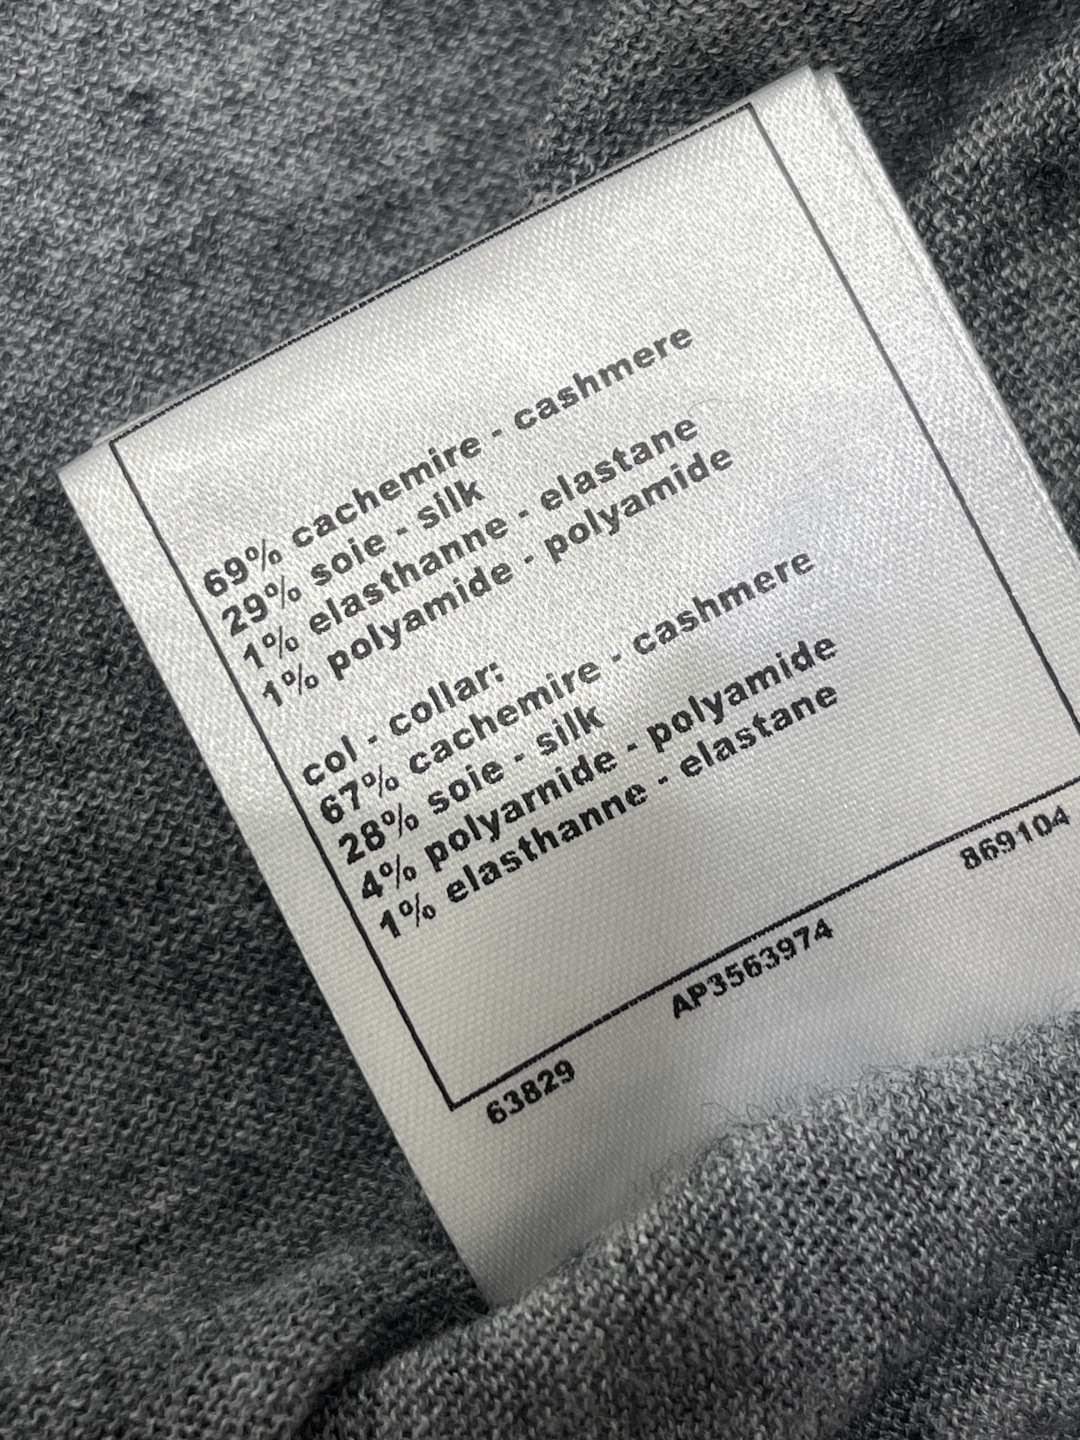 69% cachemire - cashmere
29% soie - silk
1% elasthanne - elastane
1% polyamide - polyamide
col - collar:
67% cachemire - cashmere
28% soie - silk
4% polyarnide - polyamide
1% elasthanne - elastane
63829 AP3563974 869104